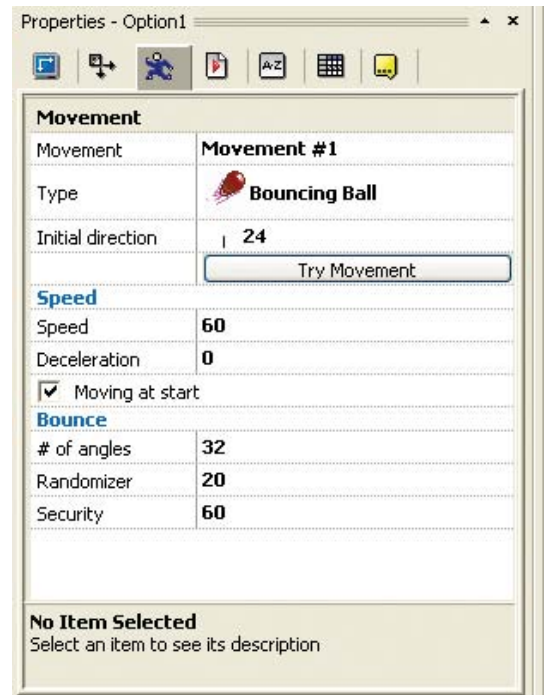 Properties - Option1
A-Z
Movement
Movement Movement #1
Type Bouncing Ball
Initial direction 24
Try Movement
Speed
Speed 60
Deceleration 0
Moving at start
Bounce
# of angles 32
Randomizer 20
Security 60
No Item Selected
Select an item to see its description